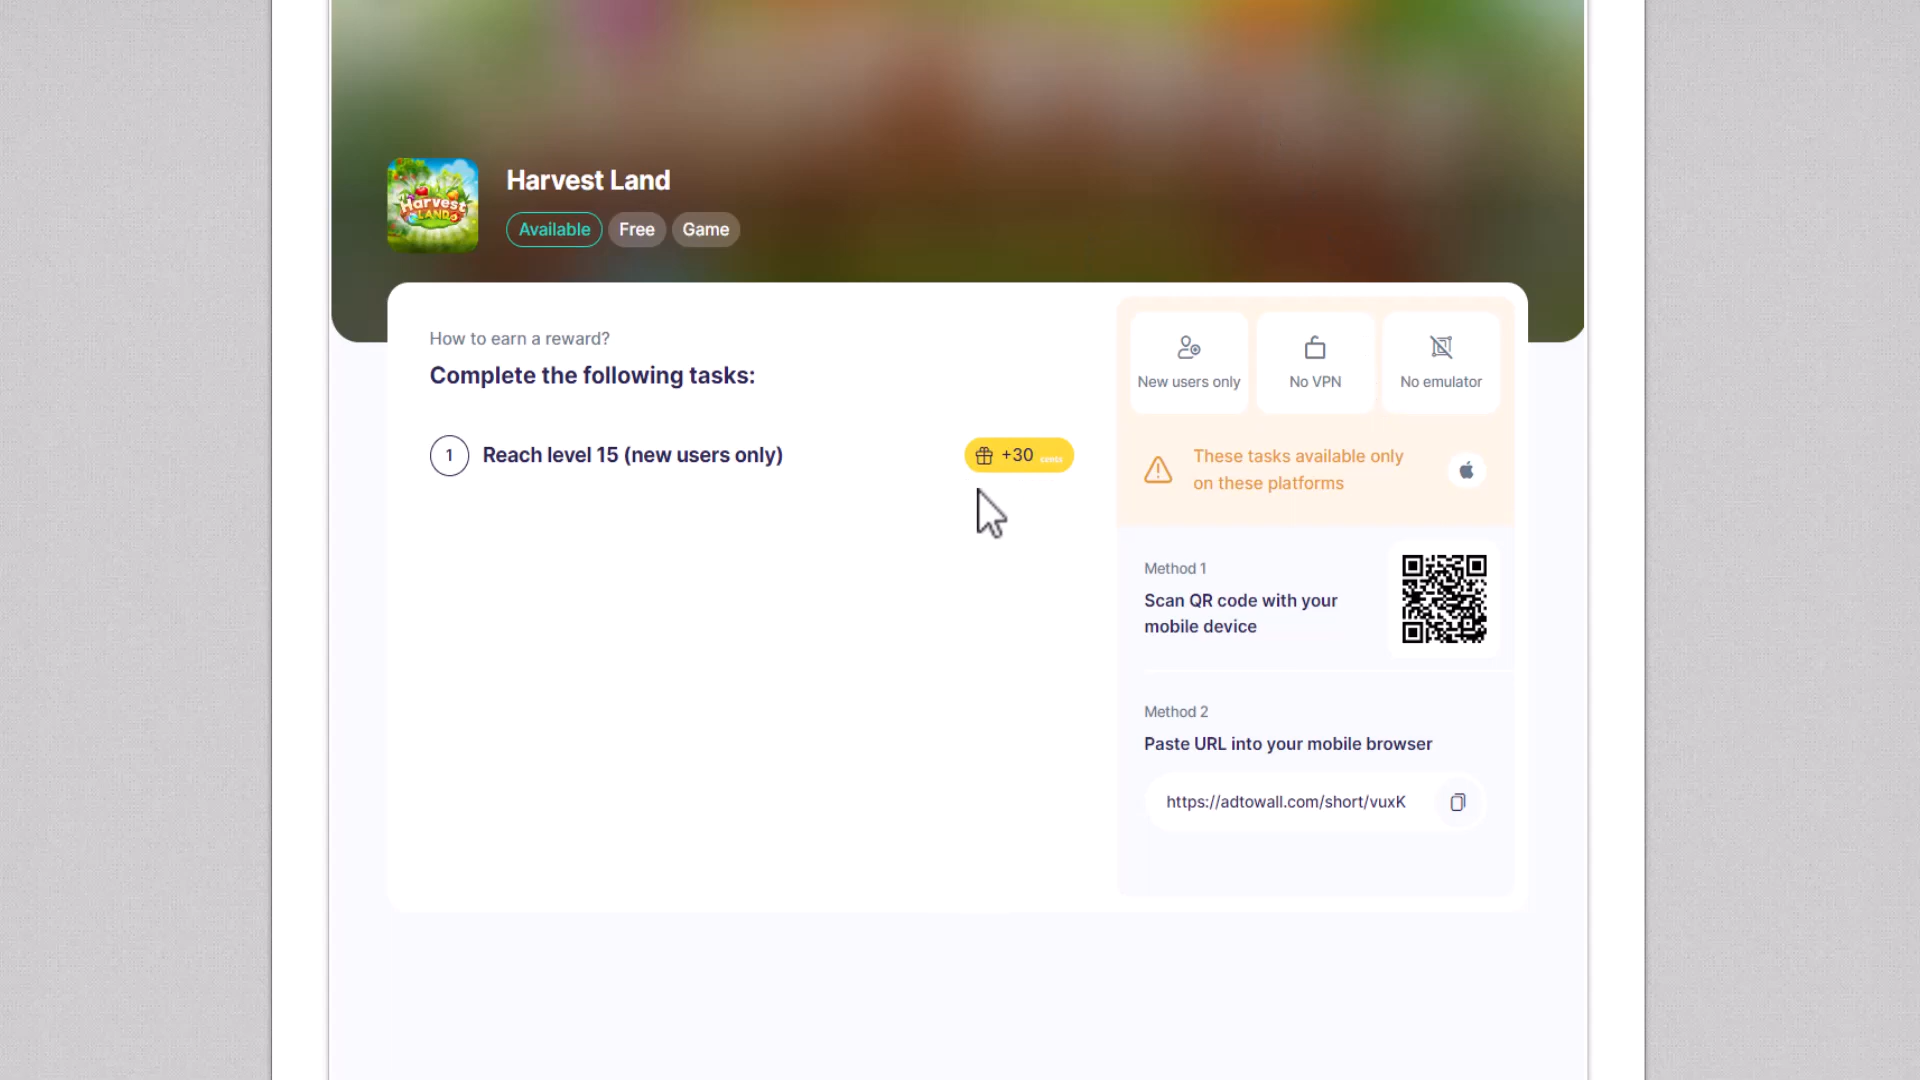 Harvest
LAND
Harvest Land
Available
Free
Game
How to earn a reward?
Complete the following tasks:
1
Reach level 15 (new users only)
+30 cents
New users only
No VPN
No emulator
These tasks available only
on these platforms
Method 1
Scan QR code with your
mobile device
Method 2
Paste URL into your mobile browser
https://adtowall.com/short/vuxK